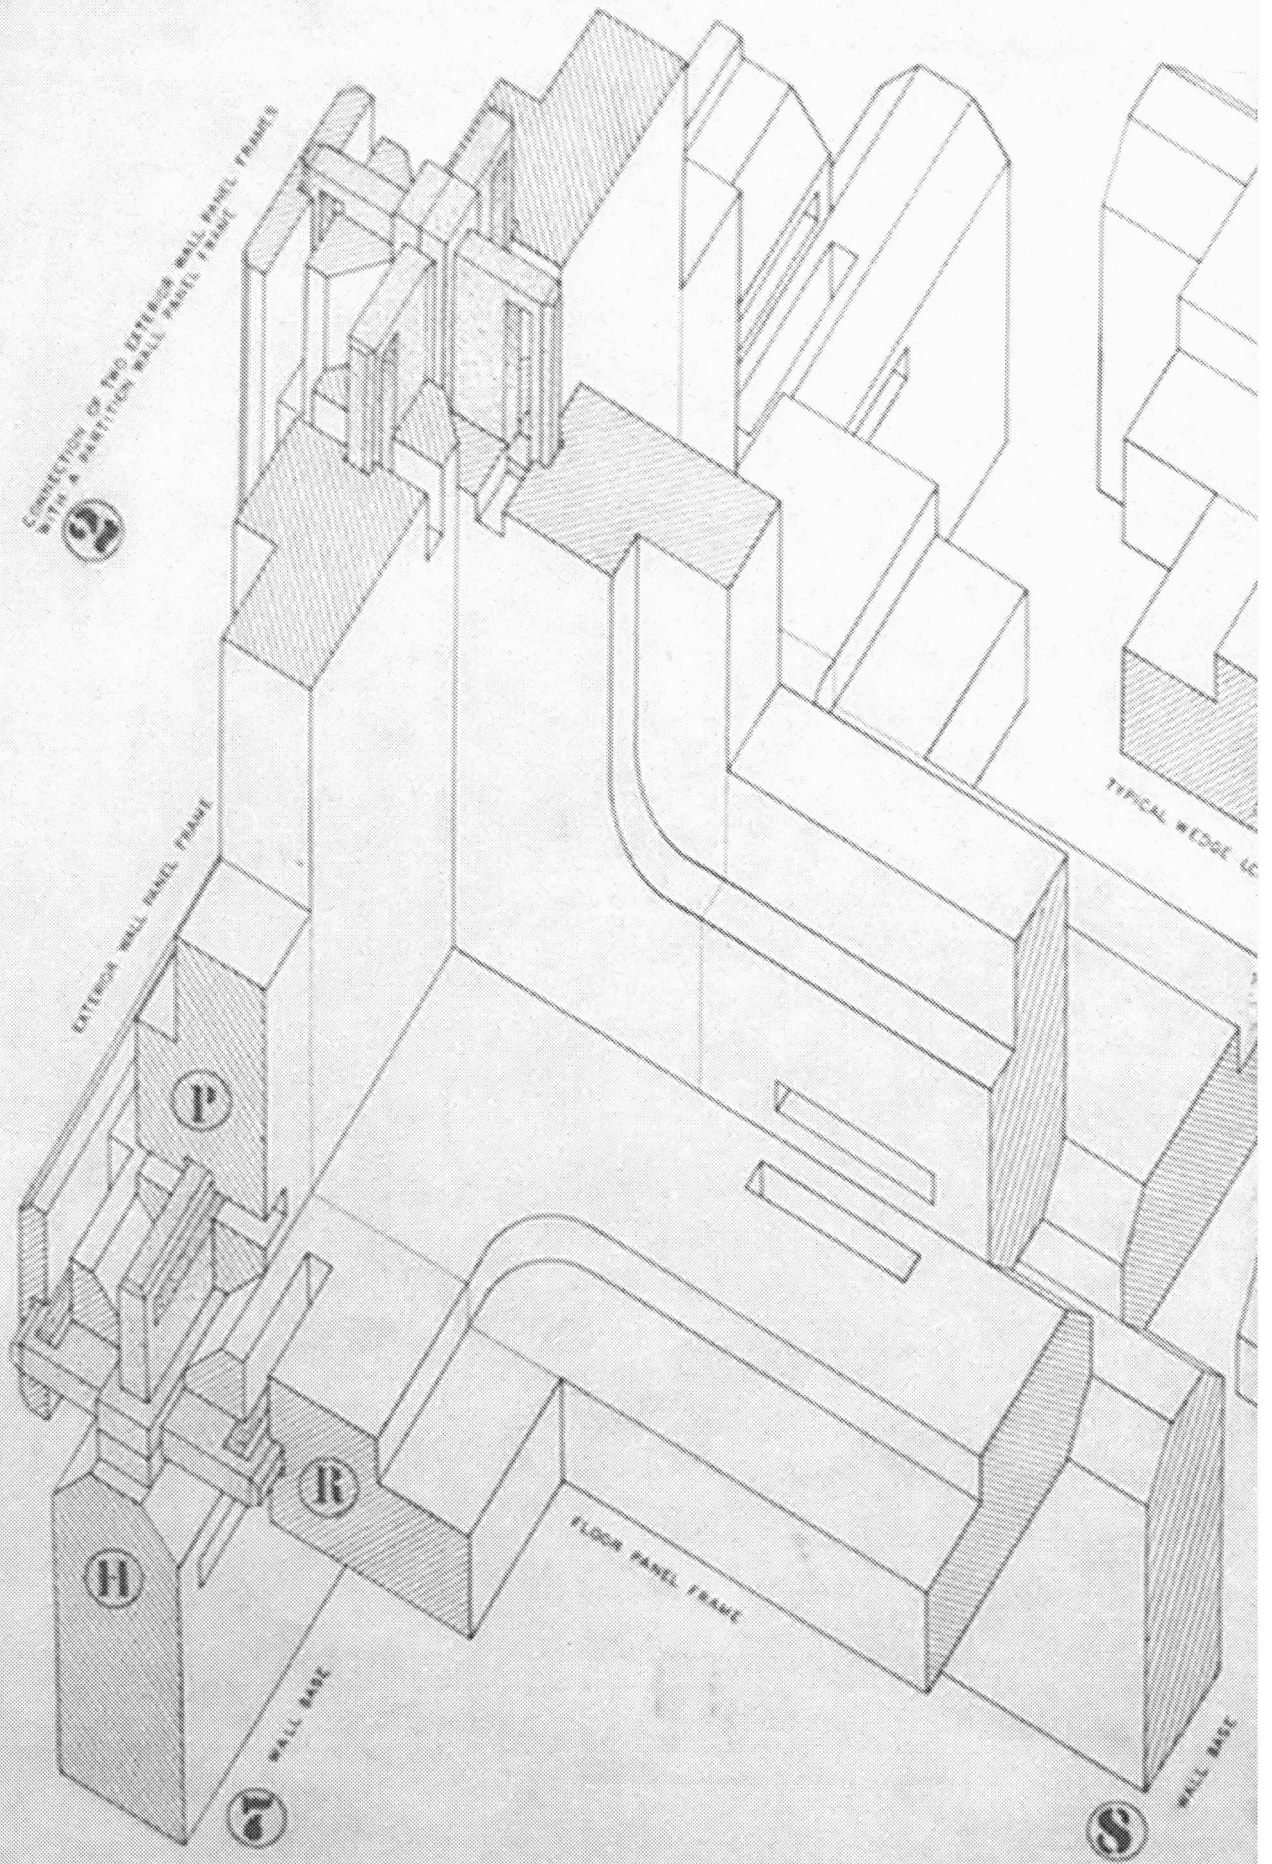 CONNECTION OF TWO EXTERIOR WALL PANEL FRAMES
WITH A PARTITION WALL PANEL FRAME
2
EXTERIOR WALL PANEL FRAME
TYPICAL WEDGE LO
P
R
H
FLOOR PANEL FRAME
WALL BASE
7
WALL BASE
S